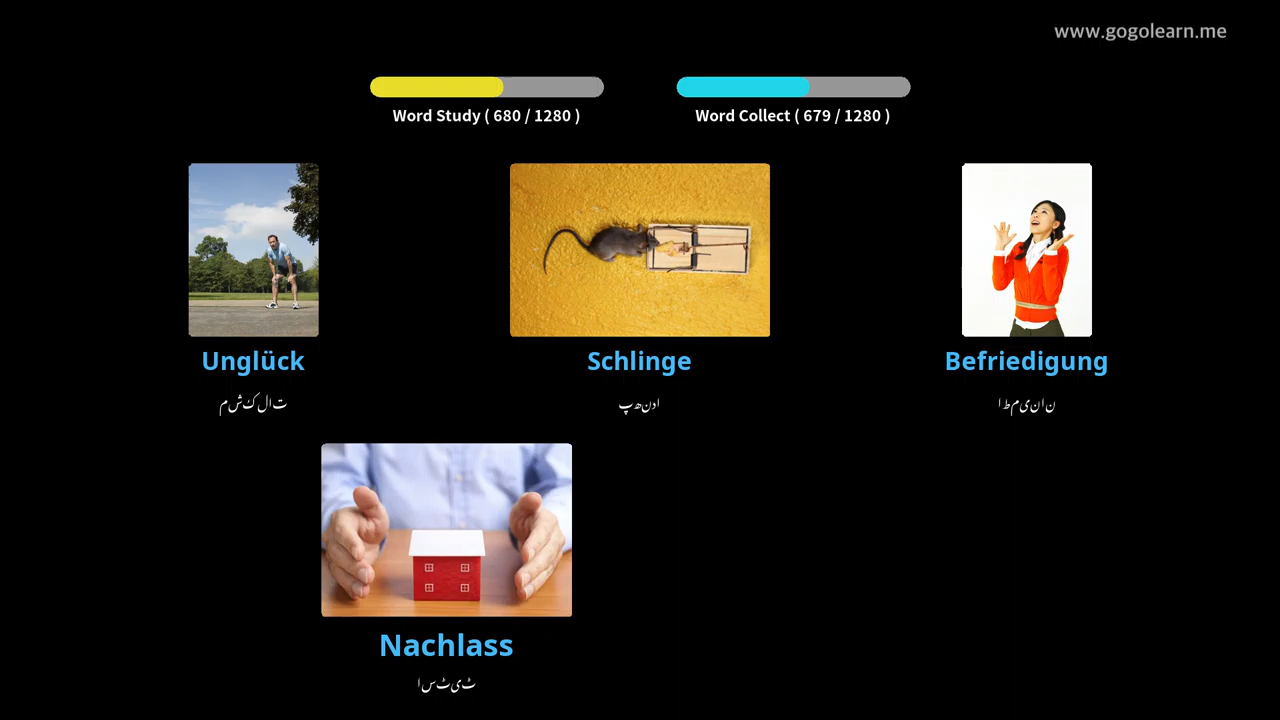 www.gogolearn.me
Word Study ( 680 / 1280 )
Word Collect ( 679 / 1280 )
Unglück
مشکلات
Schlinge
پھندا
Befriedigung
اطمینان
Nachlass
اسٹیٹ